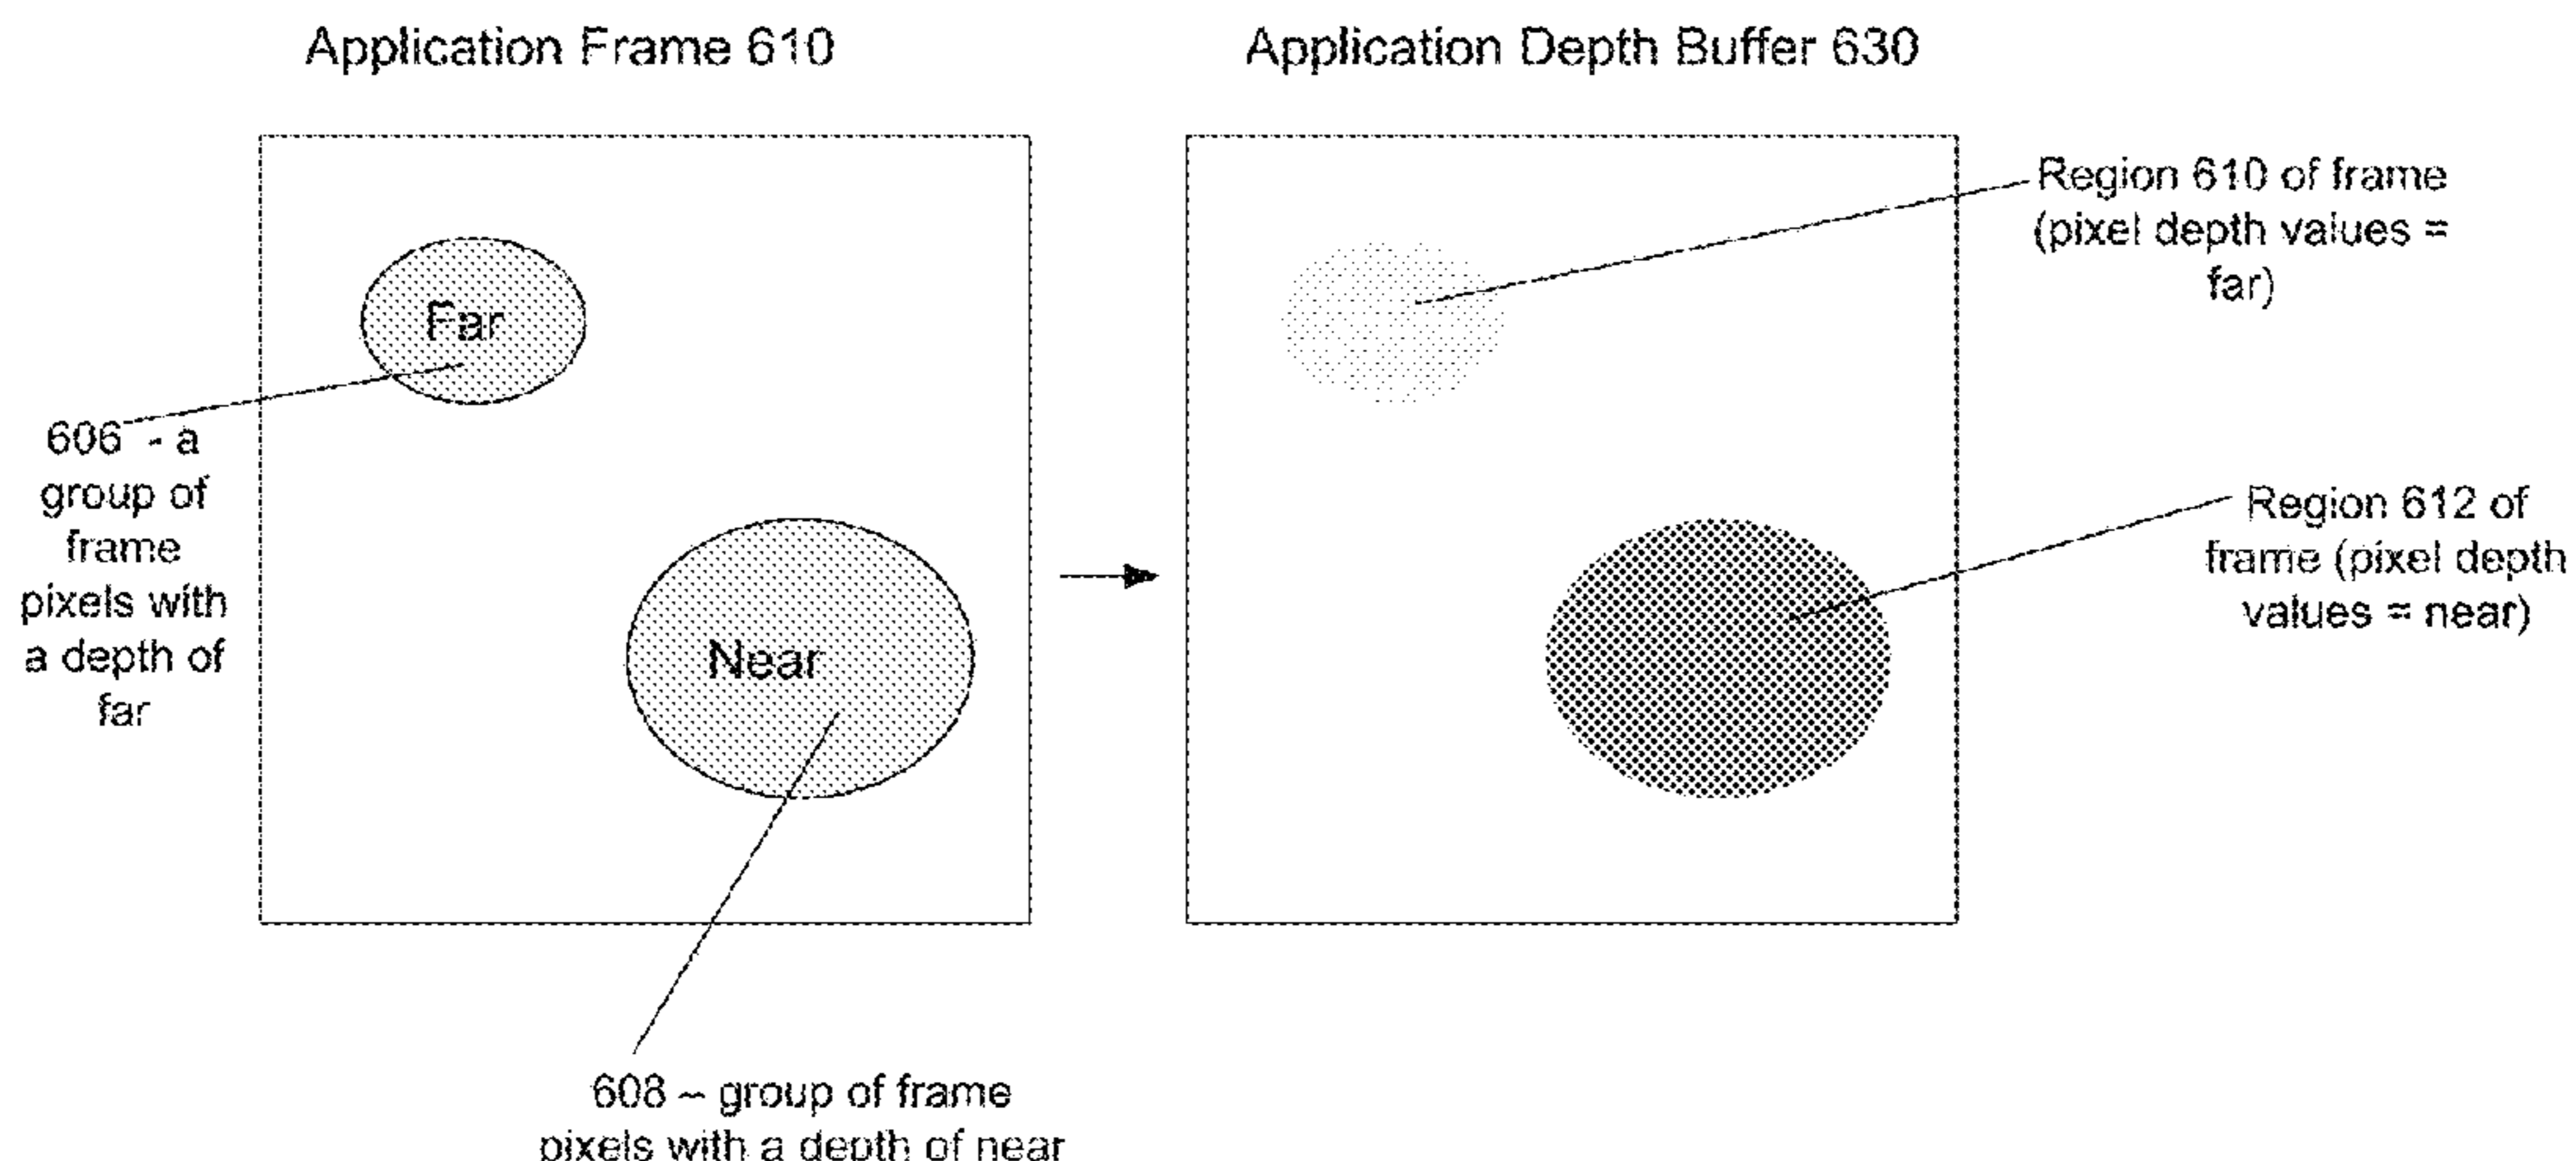 Application Frame 610
Application Depth Buffer 630
Far
Near
606 - a
group of
frame
pixels with
a depth of
far
608 – group of frame
pixels with a depth of near
Region 610 of frame
(pixel depth values =
far)
Region 612 of
frame (pixel depth
values = near)